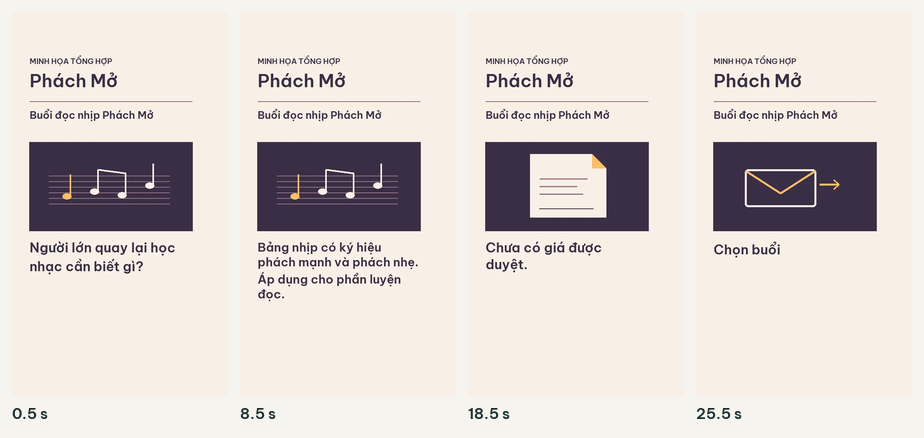 MINH HỌA TỔNG HỢP
Phách Mở
Buổi đọc nhịp Phách Mở
Người lớn quay lại học
nhạc cần biết gì?
0.5 s
MINH HỌA TỔNG HỢP
Phách Mở
Buổi đọc nhịp Phách Mở
Bảng nhịp có ký hiệu
phách mạnh và phách nhẹ.
Áp dụng cho phần luyện
đọc.
8.5 s
MINH HỌA TỔNG HỢP
Phách Mở
Buổi đọc nhịp Phách Mở
Chưa có giá được
duyệt.
18.5 s
MINH HỌA TỔNG HỢP
Phách Mở
Buổi đọc nhịp Phách Mở
Chọn buổi
25.5 s